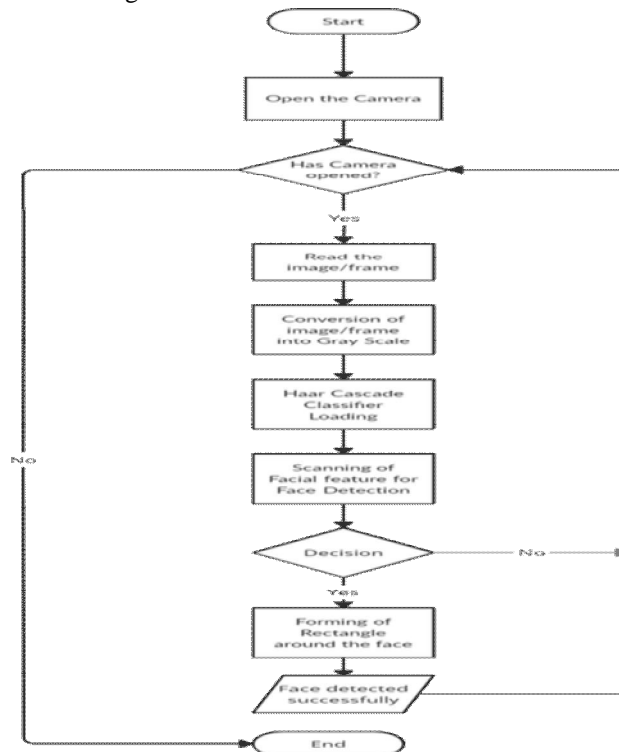 Start
Open the Camera
Has Camera
opened?
Yes
Read the
image/frame
Conversion of
image/frame
into Gray Scale
Haar Cascade
Classifier
Loading
No
Scanning of
Facial feature for
Face Detection
Decision
No
Yes
Forming of
Rectangle
around the face
Face detected
successfully
End